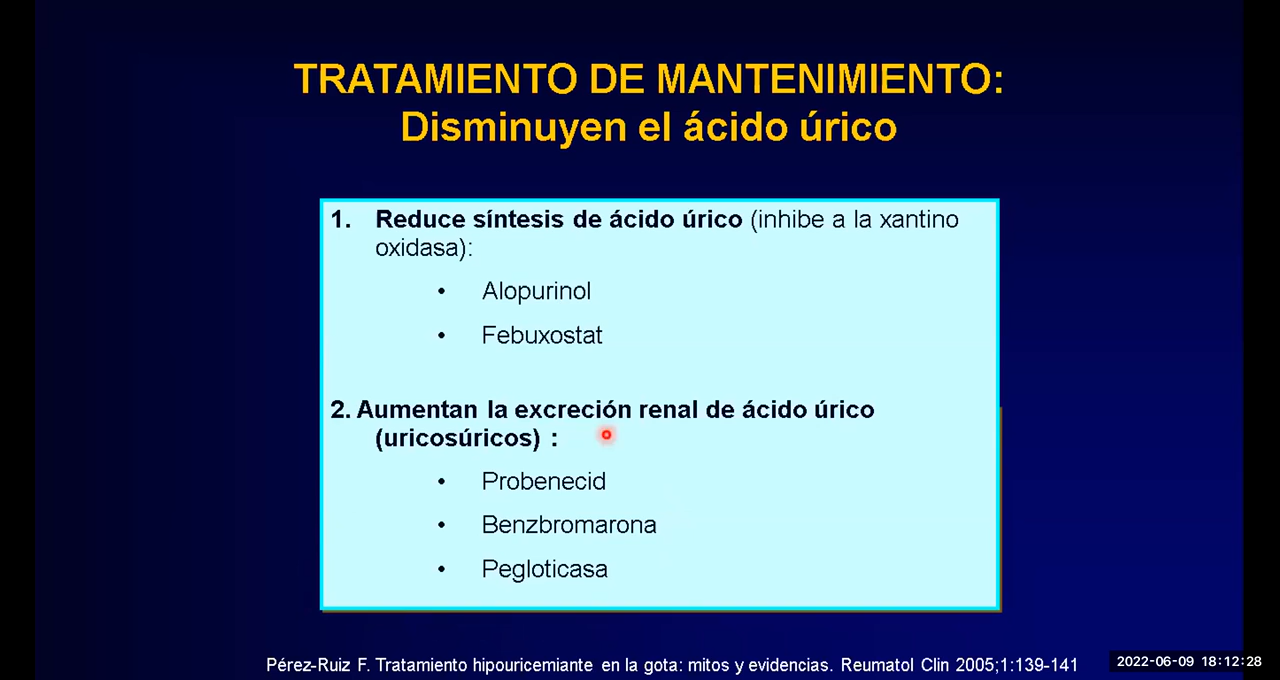 TRATAMIENTO DE MANTENIMIENTO:
Disminuyen el ácido úrico
1. Reduce síntesis de ácido úrico (inhibe a la xantino
oxidasa):
• Alopurinol
• Febuxostat
2. Aumentan la excreción renal de ácido úrico
(uricosúricos) :
• Probenecid
• Benzbromarona
• Pegloticasa
Pérez-Ruiz F. Tratamiento hipouricemiante en la gota: mitos y evidencias. Reumatol Clin 2005;1:139-141
2022-06-09 18:12:28